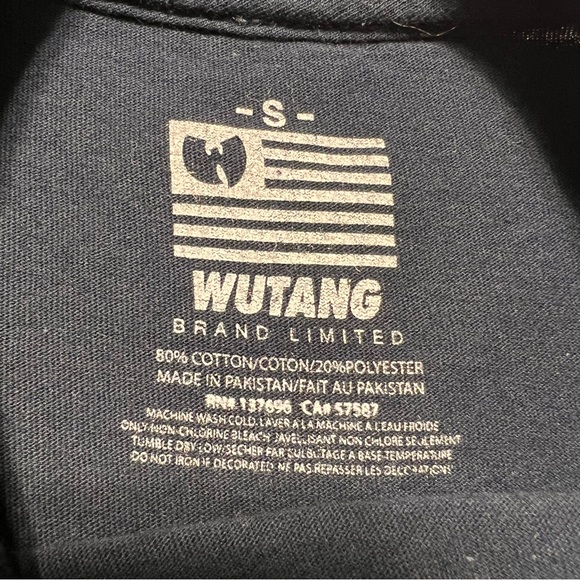 - S -
WUTANG
BRAND LIMITED
80% COTTON/COTON/20%POLYESTER
MADE IN PAKISTAN/FAIT AU PAKISTAN
RN# 137696 CA# 57587
MACHINE WASH COLD. LAVER A LA MACHINE A L'EAU FROIDE
ONLY NON-CHLORINE BLEACH JAVELISANT NON CHLORE SEULEMENT
TUMBLE DRY LOW/SECHER PAR CULBUTAGE A BASE TEMPERATURE
DO NOT IRON IF DECORATED NE PAS REPASSER LES DECORATIONS